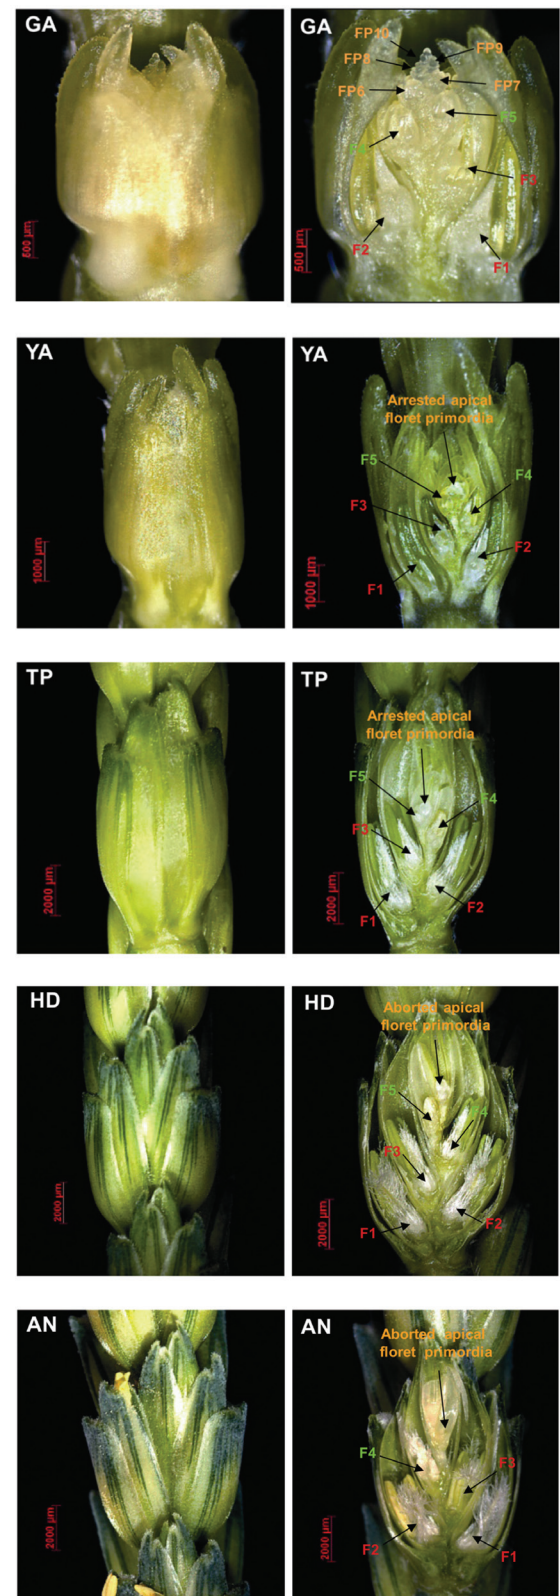 GA
500 µm
GA
FP10
FP9
FP8
FP7
FP6
F5
F4
F3
F2
F1
500 µm
YA
1000 µm
YA
Arrested apical
floret primordia
F5
F4
F3
F2
F1
1000 µm
TP
2000 µm
TP
Arrested apical
floret primordia
F5
F4
F3
F1
F2
2000 µm
HD
2000 µm
HD
Aborted apical
floret primordia
F5
F4
F3
F1
F2
2000 µm
AN
2000 µm
AN
Aborted apical
floret primordia
F4
F3
F2
F1
2000 µm